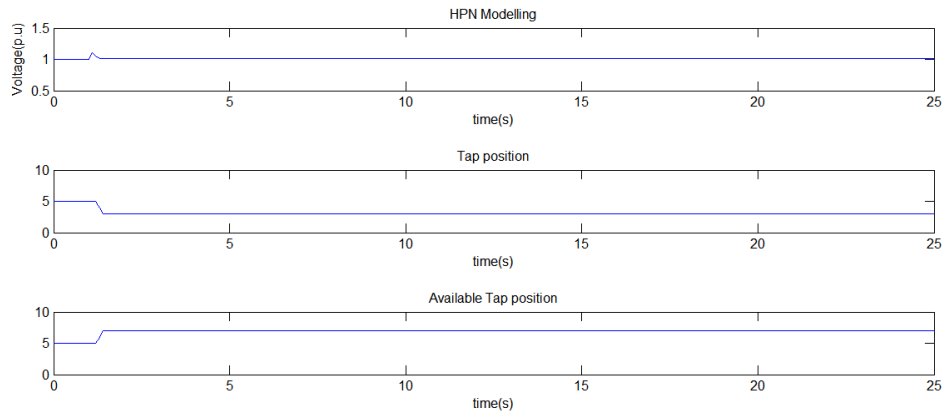 HPN Modelling
Voltage(p.u)
1.5
1
0.5
0 5 10 15 20 25
time(s)
Tap position
10
5
0
0 5 10 15 20 25
time(s)
Available Tap position
10
5
0
0 5 10 15 20 25
time(s)